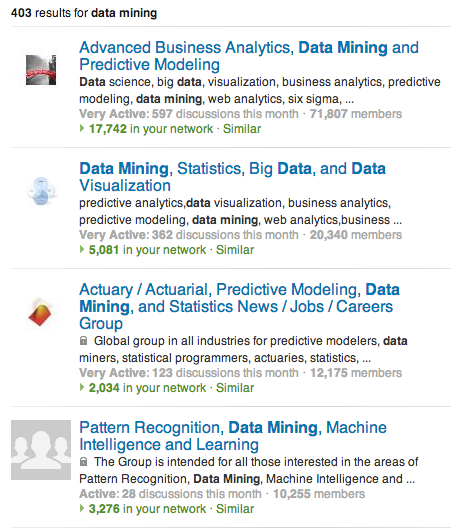 403 results for data mining
Advanced Business Analytics, Data Mining and
Predictive Modeling
Data science, big data, visualization, business analytics, predictive
modeling, data mining, web analytics, six sigma, ...
Very Active: 597 discussions this month · 71,807 members
17,742 in your network · Similar
Data Mining, Statistics, Big Data, and Data
Visualization
predictive analytics,data visualization, business analytics,
predictive modeling, data mining, web analytics,business ...
Very Active: 362 discussions this month · 20,340 members
5,081 in your network · Similar
Actuary / Actuarial, Predictive Modeling, Data
Mining, and Statistics News / Jobs / Careers
Group
Global group in all industries for predictive modelers, data
miners, statistical programmers, actuaries, statistics, ...
Very Active: 123 discussions this month · 12,175 members
2,034 in your network · Similar
Pattern Recognition, Data Mining, Machine
Intelligence and Learning
The Group is intended for all those interested in the areas of
Pattern Recognition, Data Mining, Machine Intelligence and ...
Active: 28 discussions this month · 10,255 members
3,276 in your network · Similar